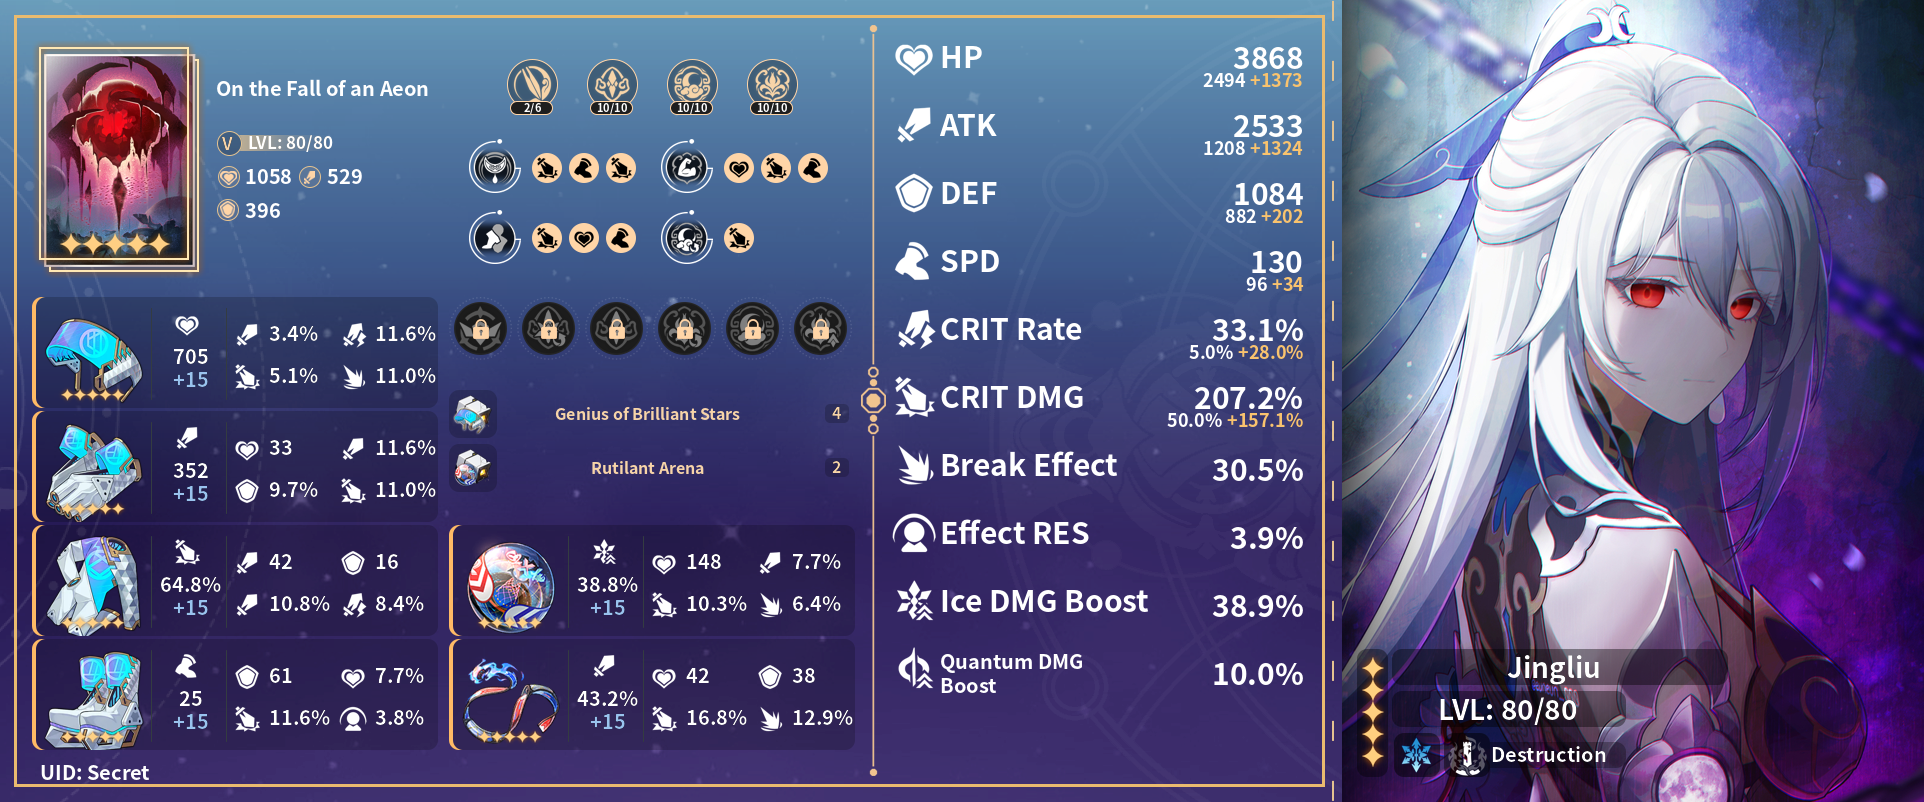 On the Fall of an Aeon
V LVL: 80/80
1058 529
396
2/6 10/10 10/10 10/10
705
+15
3.4% 11.6%
5.1% 11.0%
352
+15
33 11.6%
9.7% 11.0%
64.8%
+15
42 16
10.8% 8.4%
25
+15
61 7.7%
11.6% 3.8%
Genius of Brilliant Stars 4
Rutilant Arena 2
38.8%
+15
148 7.7%
10.3% 6.4%
43.2%
+15
42 38
16.8% 12.9%
UID: Secret
HP 3868
2494 +1373
ATK 2533
1208 +1324
DEF 1084
882 +202
SPD 130
96 +34
CRIT Rate 33.1%
5.0% +28.0%
CRIT DMG 207.2%
50.0% +157.1%
Break Effect 30.5%
Effect RES 3.9%
Ice DMG Boost 38.9%
Quantum DMG
Boost 10.0%
Jingliu
LVL: 80/80
Destruction